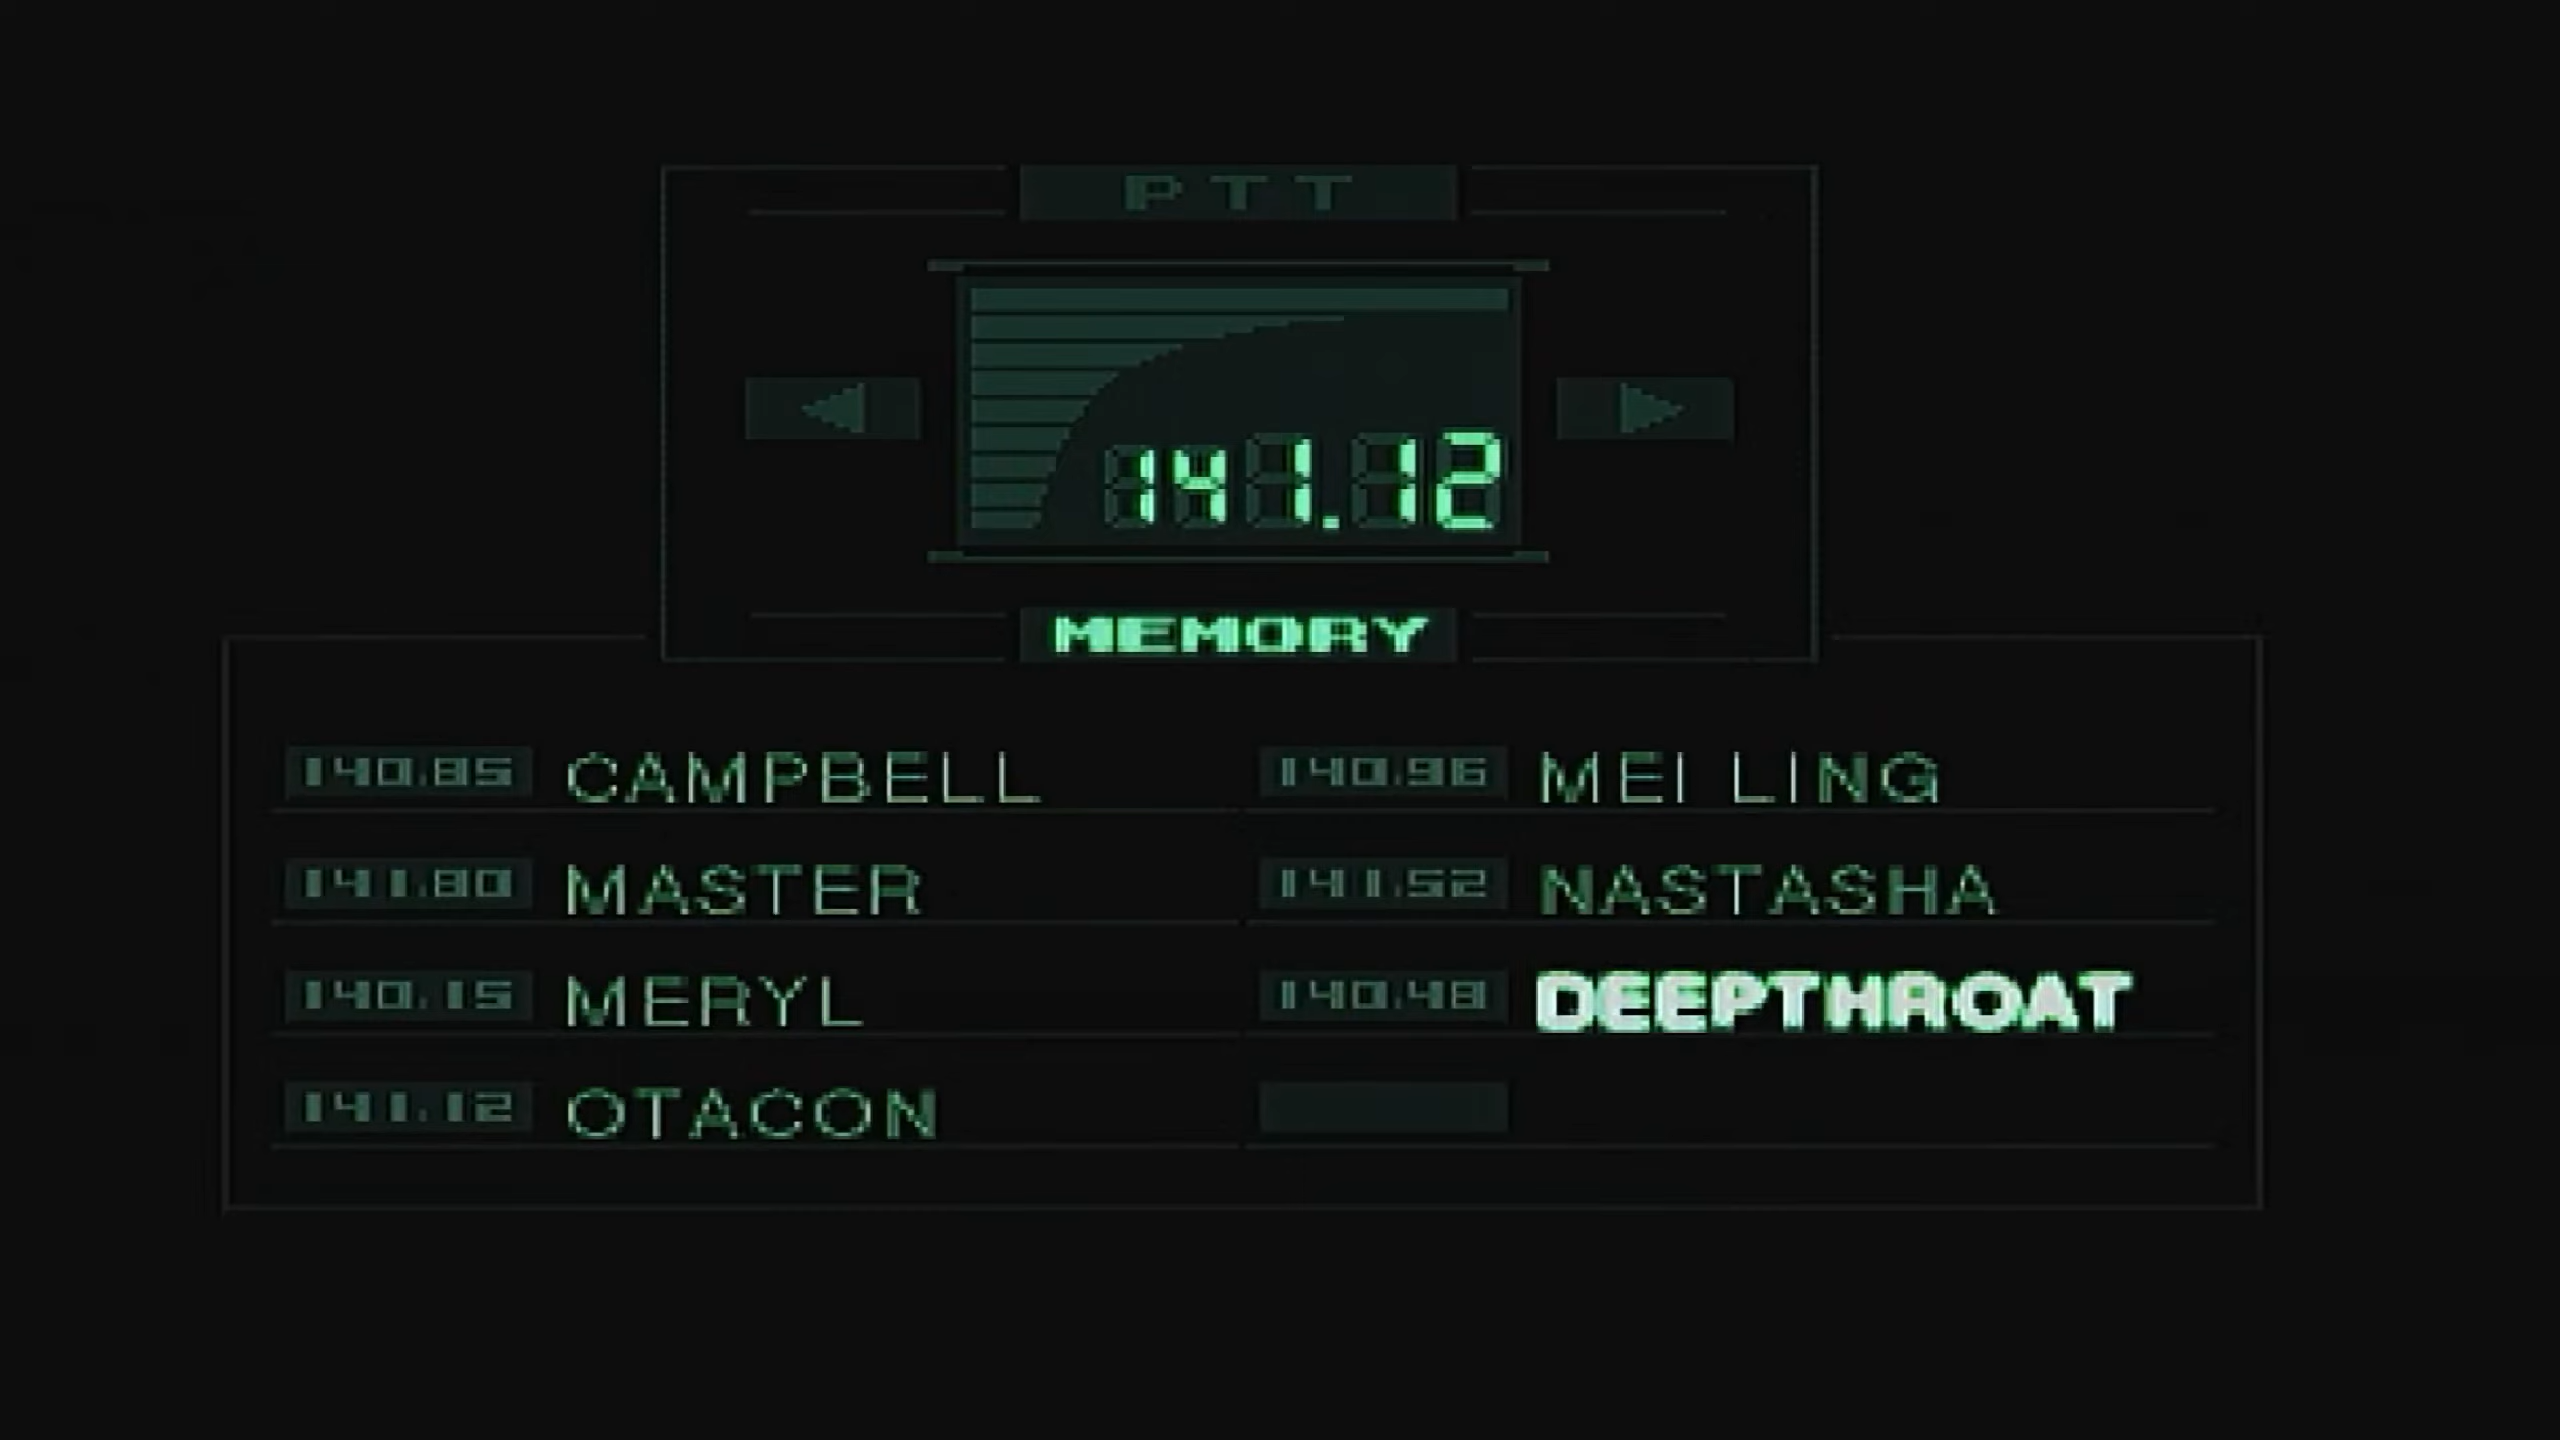 PTT
141.12
MEMORY
140.85 CAMPBELL 140.96 MEI LING
141.80 MASTER 141.52 NASTASHA
140.15 MERYL 140.48 DEEPTHROAT
141.12 OTACON